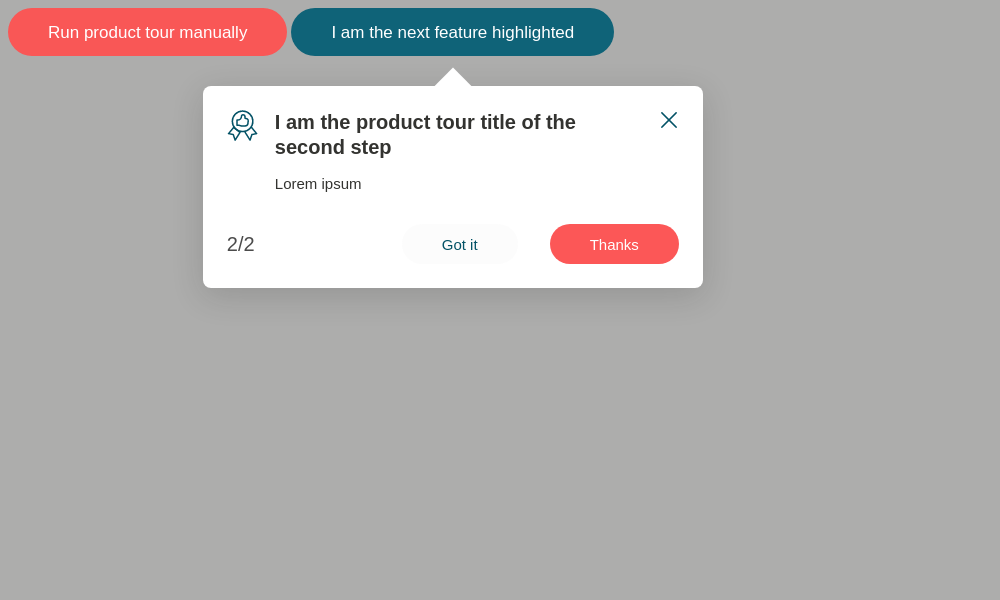 Run product tour manually
I am the next feature highlighted
I am the product tour title of the
second step
Lorem ipsum
2/2
Got it
Thanks